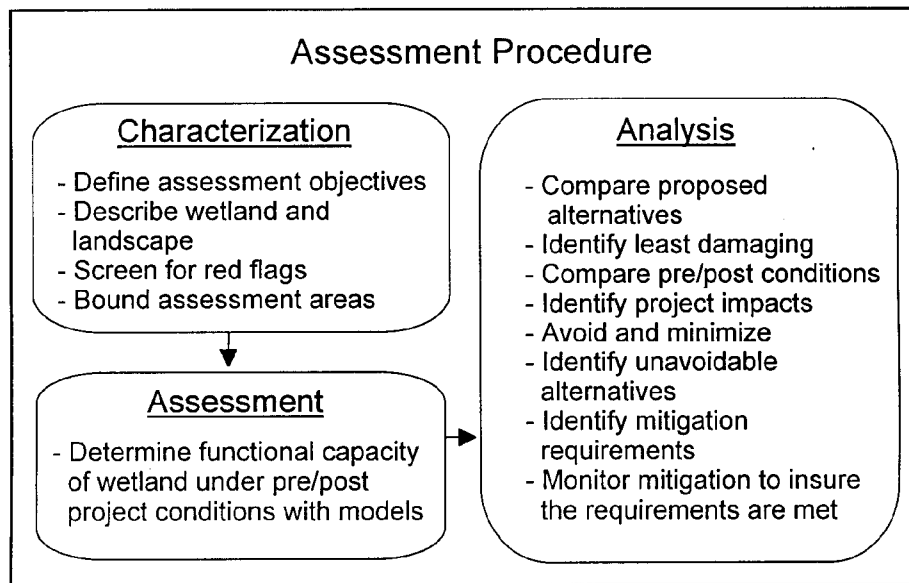 Assessment Procedure
Characterization
- Define assessment objectives
- Describe wetland and
landscape
- Screen for red flags
- Bound assessment areas
Assessment
- Determine functional capacity
of wetland under pre/post
project conditions with models
Analysis
- Compare proposed
alternatives
- Identify least damaging
- Compare pre/post conditions
- Identify project impacts
- Avoid and minimize
- Identify unavoidable
alternatives
- Identify mitigation
requirements
- Monitor mitigation to insure
the requirements are met